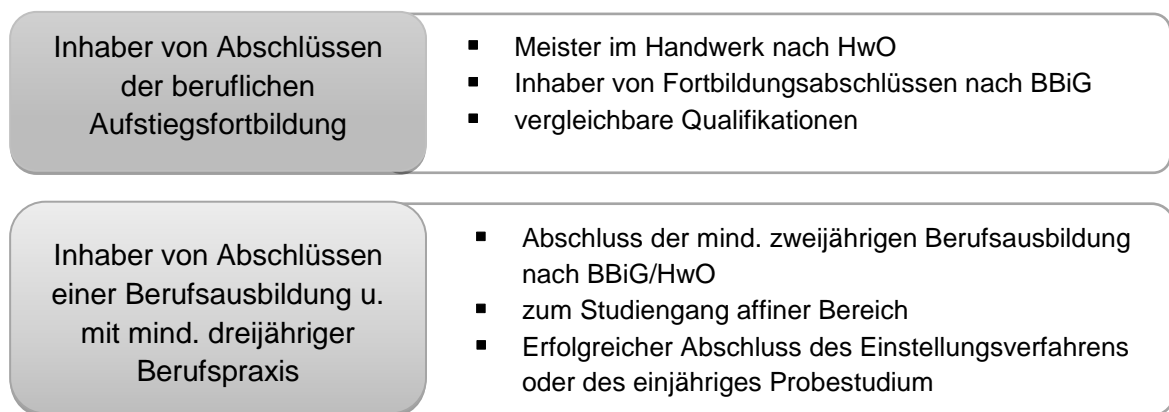 Inhaber von Abschlüssen
der beruflichen
Aufstiegsfortbildung
▪ Meister im Handwerk nach HwO
▪ Inhaber von Fortbildungsabschlüssen nach BBiG
▪ vergleichbare Qualifikationen
Inhaber von Abschlüssen
einer Berufsausbildung u.
mit mind. dreijähriger
Berufspraxis
▪ Abschluss der mind. zweijährigen Berufsausbildung
nach BBiG/HwO
▪ zum Studiengang affiner Bereich
▪ Erfolgreicher Abschluss des Einstellungsverfahrens
oder des einjähriges Probestudium